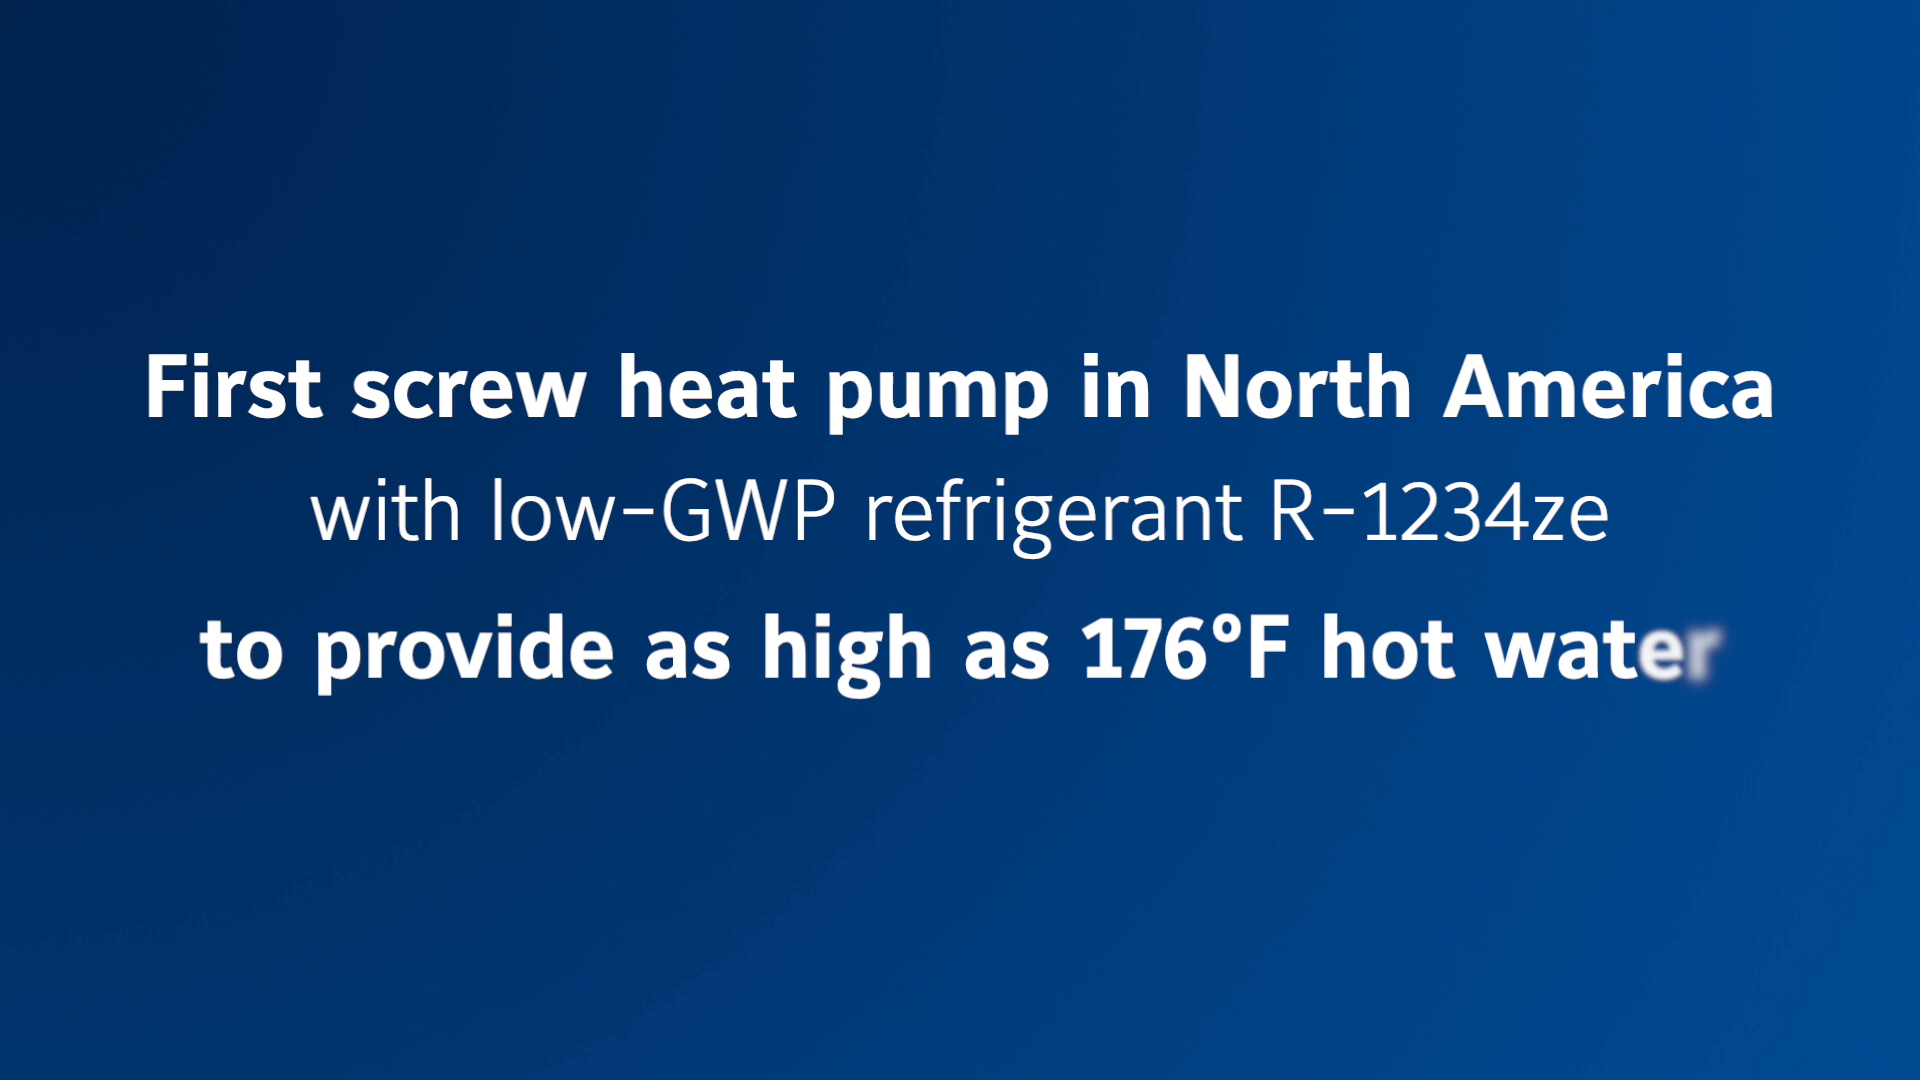 First screw heat pump in North America
with low-GWP refrigerant R-1234ze
to provide as high as 176°F hot water